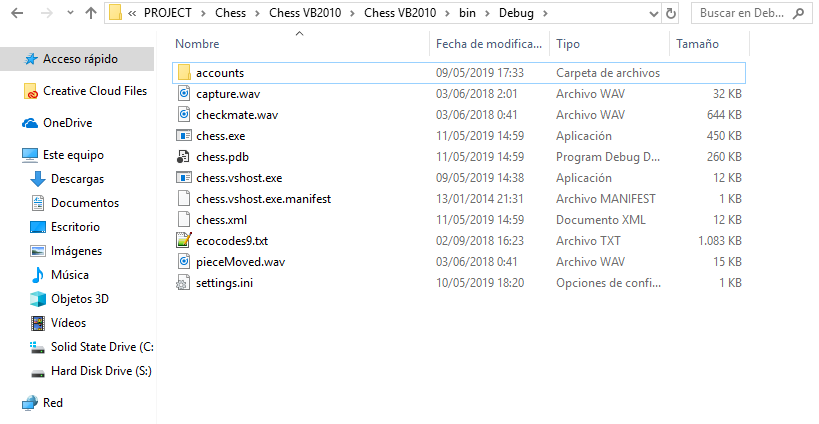 « PROJECT > Chess > Chess VB2010 > Chess VB2010 > bin > Debug > Buscar en Deb...
Nombre Fecha de modifica... Tipo Tamaño
Acceso rápido
Creative Cloud Files
OneDrive
Este equipo
Descargas
Documentos
Escritorio
Imágenes
Música
Objetos 3D
Vídeos
Solid State Drive (C:
Hard Disk Drive (S:)
Red
accounts 09/05/2019 17:33 Carpeta de archivos
capture.wav 03/06/2018 2:01 Archivo WAV 32 KB
checkmate.wav 03/06/2018 0:41 Archivo WAV 644 KB
chess.exe 11/05/2019 14:59 Aplicación 450 KB
chess.pdb 11/05/2019 14:59 Program Debug D... 260 KB
chess.vshost.exe 09/05/2019 14:38 Aplicación 12 KB
chess.vshost.exe.manifest 13/01/2014 21:31 Archivo MANIFEST 1 KB
chess.xml 11/05/2019 14:59 Documento XML 12 KB
ecocodes9.txt 02/09/2018 16:23 Archivo TXT 1.083 KB
pieceMoved.wav 03/06/2018 0:41 Archivo WAV 15 KB
settings.ini 10/05/2019 18:20 Opciones de confi... 1 KB